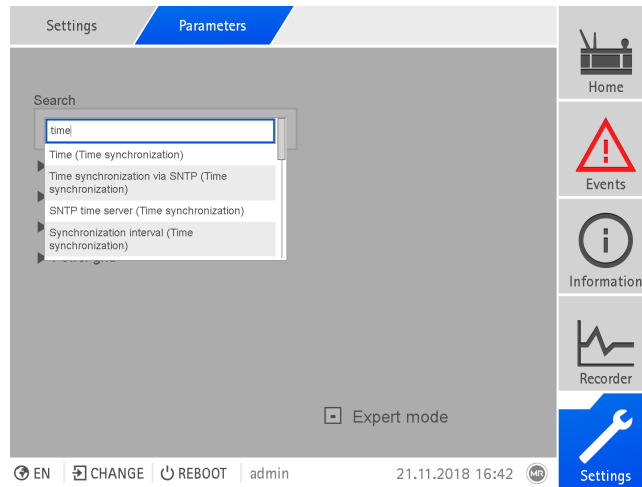 Settings
Parameters
Search
time
Time (Time synchronization)
Time synchronization via SNTP (Time
synchronization)
SNTP time server (Time synchronization)
Synchronization interval (Time
synchronization)
Expert mode
Home
Events
Information
Recorder
Settings
EN
CHANGE
REBOOT
admin
21.11.2018 16:42
MR